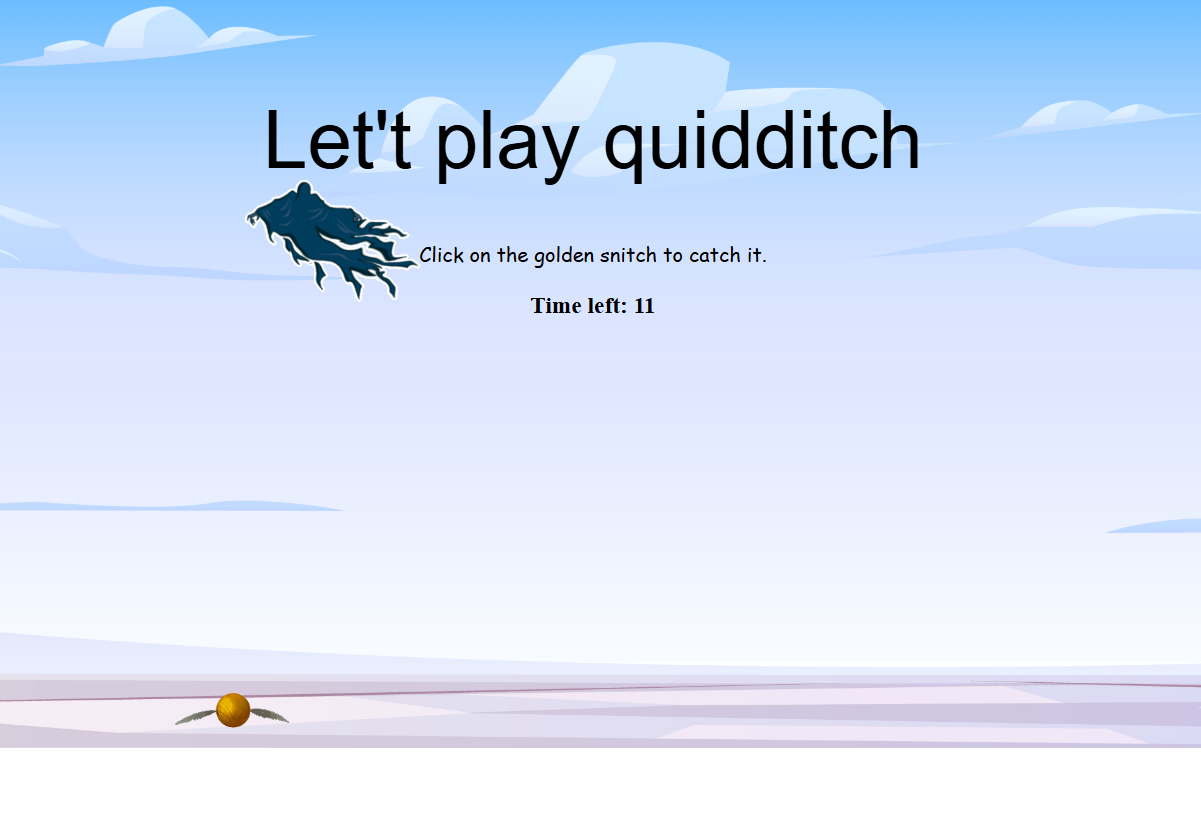 Let't play quidditch
Click on the golden snitch to catch it.
Time left: 11